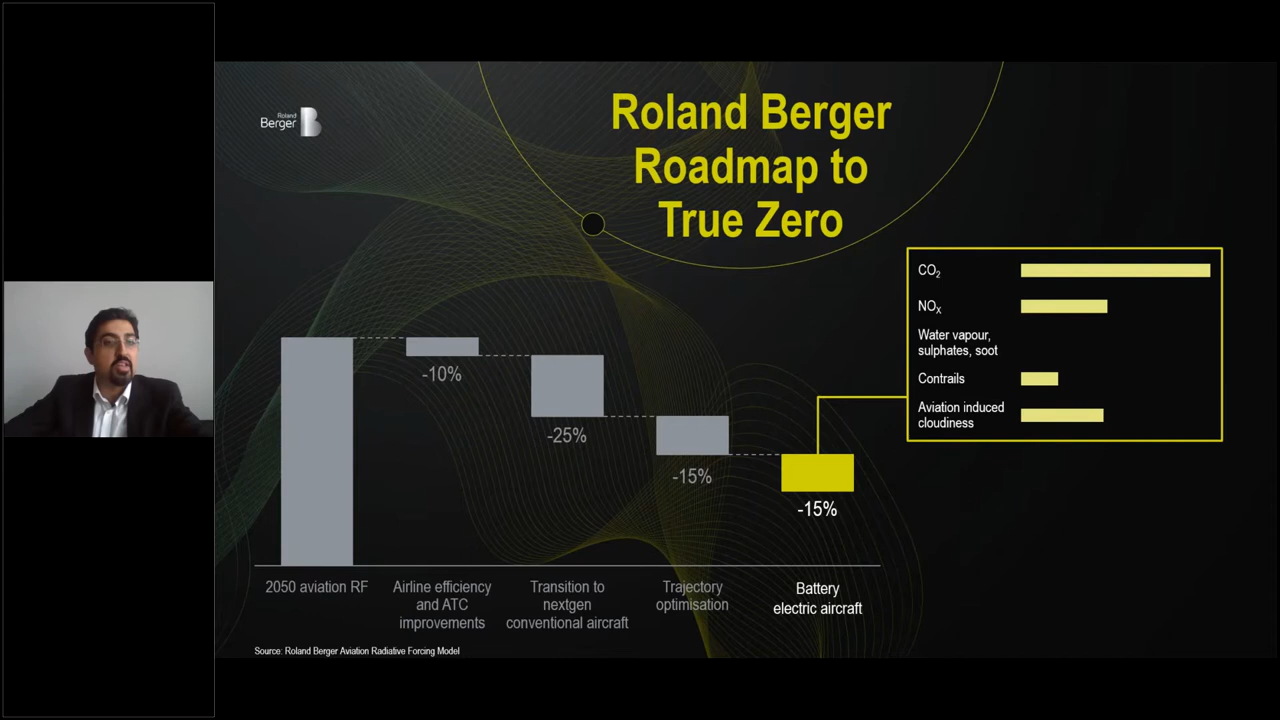 Roland
Berger
Roland Berger
Roadmap to
True Zero
CO₂
NOₓ
Water vapour,
sulphates, soot
Contrails
Aviation induced
cloudiness
-10%
-25%
-15%
-15%
2050 aviation RF
Airline efficiency
and ATC
improvements
Transition to
nextgen
conventional aircraft
Trajectory
optimisation
Battery
electric aircraft
Source: Roland Berger Aviation Radiative Forcing Model